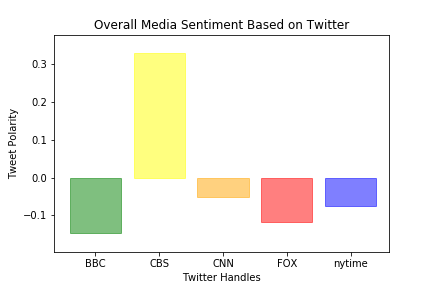 Overall Media Sentiment Based on Twitter
Tweet Polarity
0.3
0.2
0.1
0.0
−0.1
BBC CBS CNN FOX nytime
Twitter Handles